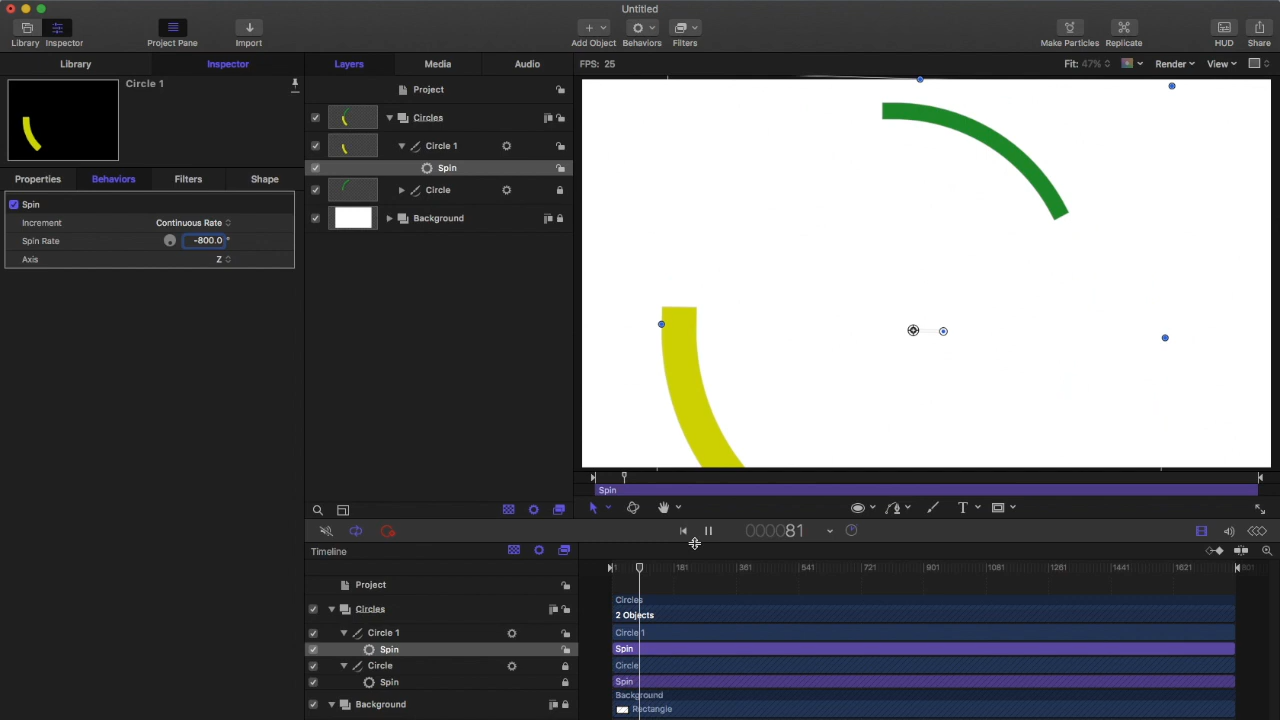 Untitled
Library Inspector Project Pane Import Add Object Behaviors Filters Make Particles Replicate HUD Share
Library Inspector Layers Media Audio FPS: 25 Fit: 47% Render View
Circle 1
Project
Circles
Circle 1
Spin
Circle
Background
Properties Behaviors Filters Shape
Spin
Increment Continuous Rate
Spin Rate -800.0 °
Axis Z
Spin
T
00000081
Timeline
1 181 361 541 721 901 1081 1261 1441 1621 801
Project
Circles
Circle 1
Spin
Circle
Spin
Background
Circles
2 Objects
Circle 1
Spin
Circle
Spin
Background
Rectangle